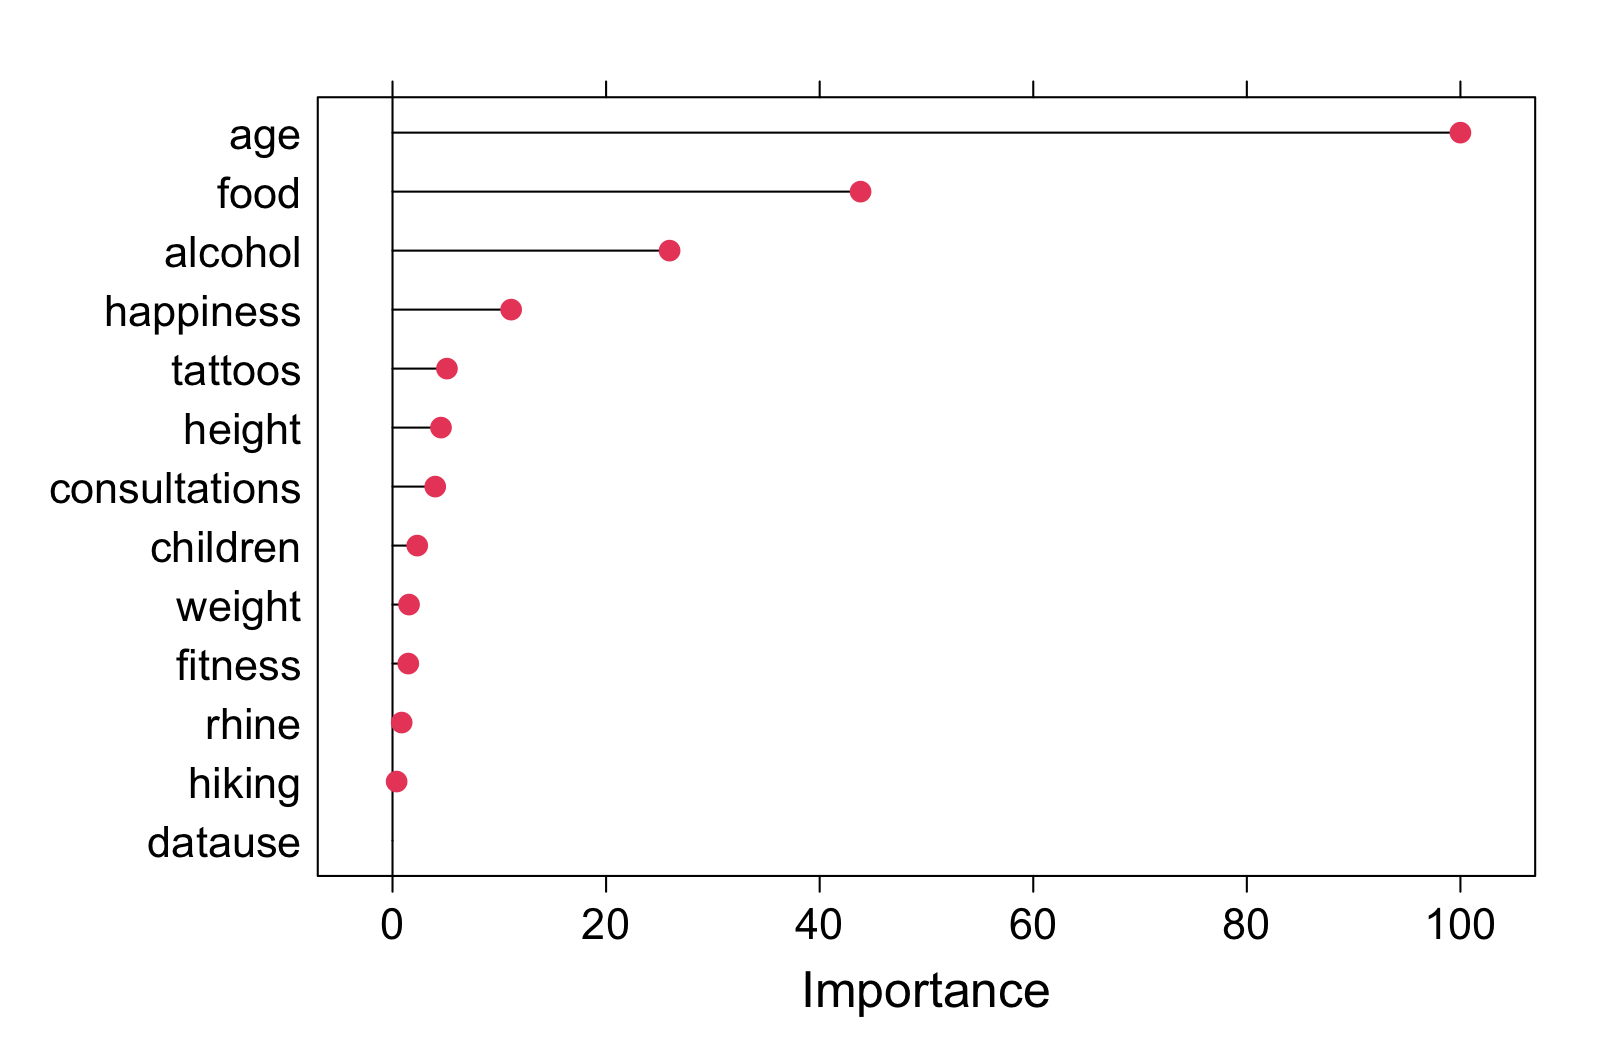 age
food
alcohol
happiness
tattoos
height
consultations
children
weight
fitness
rhine
hiking
datause
0 20 40 60 80 100
Importance